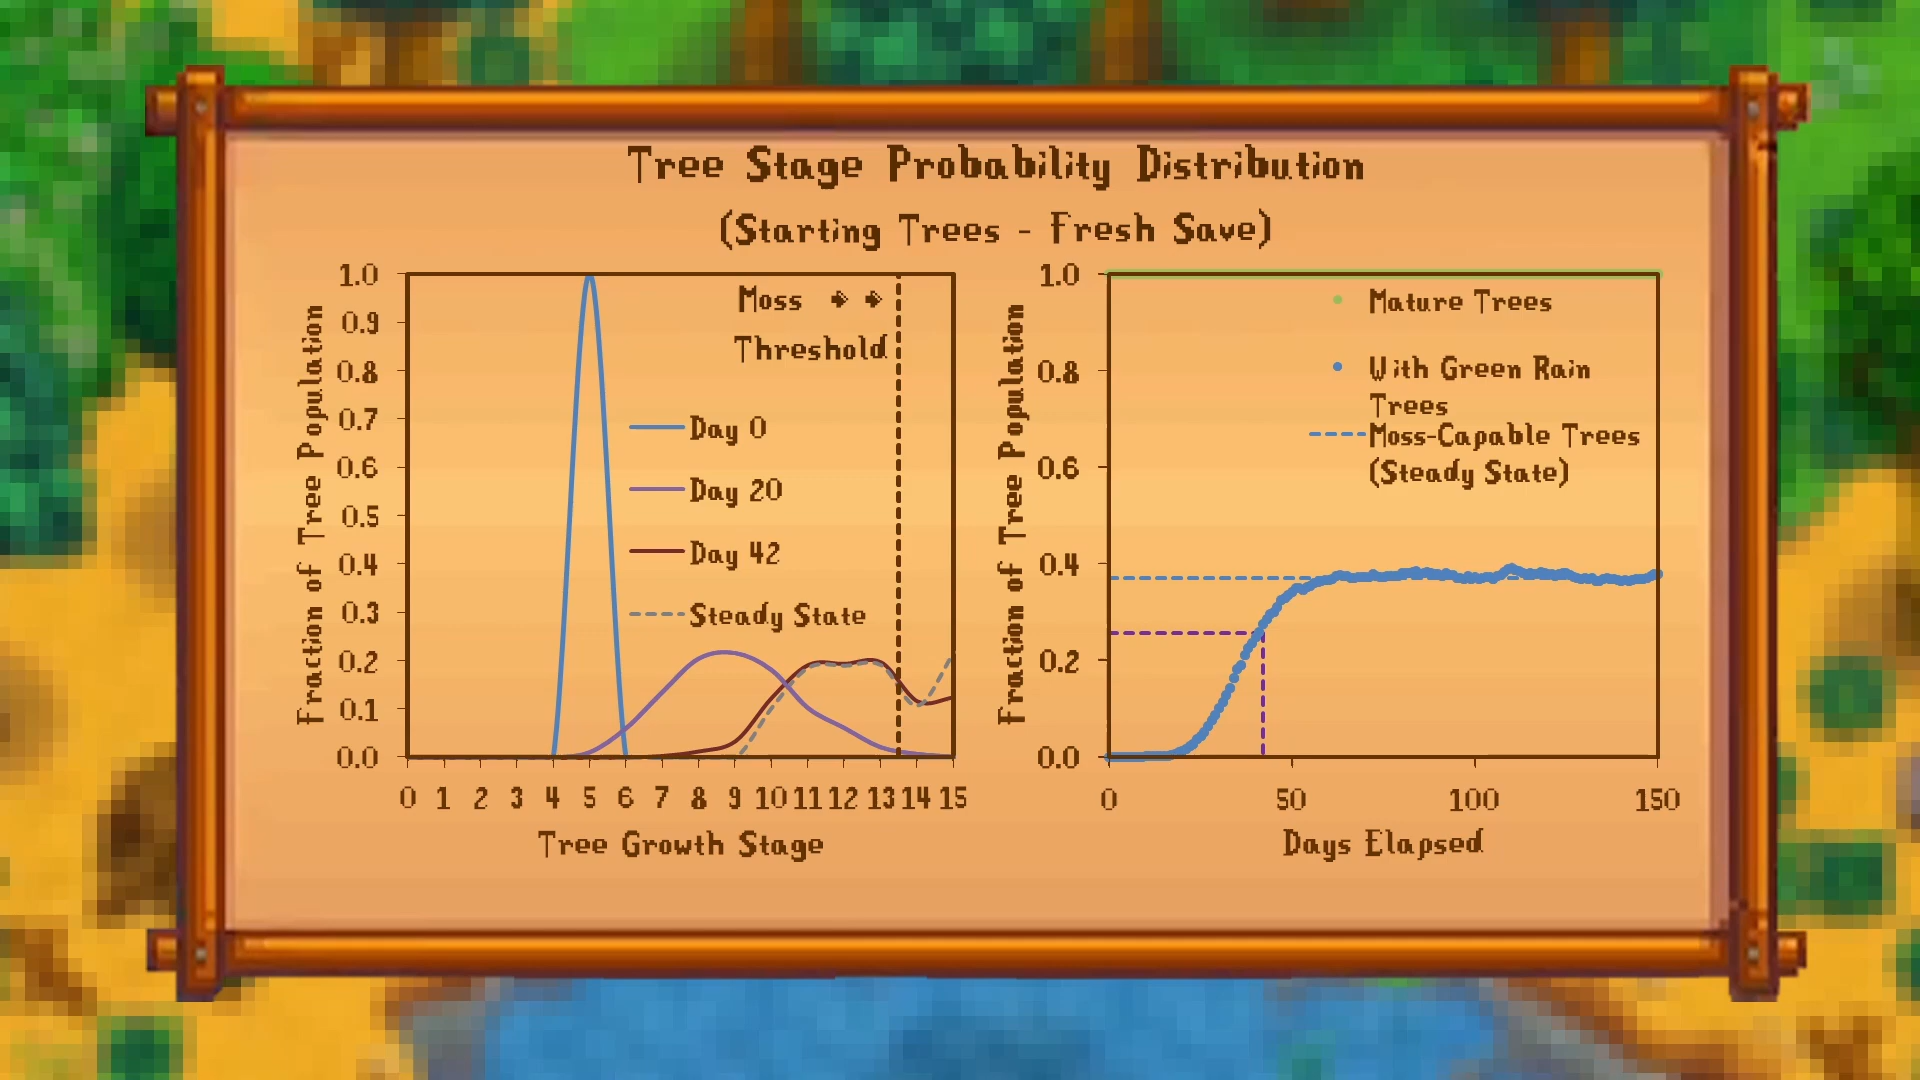 Tree Stage Probability Distribution
(Starting Trees - Fresh Save)
Fraction of Tree Population
1.0
0.9
0.8
0.7
0.6
0.5
0.4
0.3
0.2
0.1
0.0
Moss
Threshold
Day 0
Day 20
Day 42
Steady State
0 1 2 3 4 5 6 7 8 9 10 11 12 13 14 15
Tree Growth Stage
Fraction of Tree Population
1.0
0.8
0.6
0.4
0.2
0.0
Mature Trees
With Green Rain
Trees
Moss-Capable Trees
(Steady State)
0 50 100 150
Days Elapsed